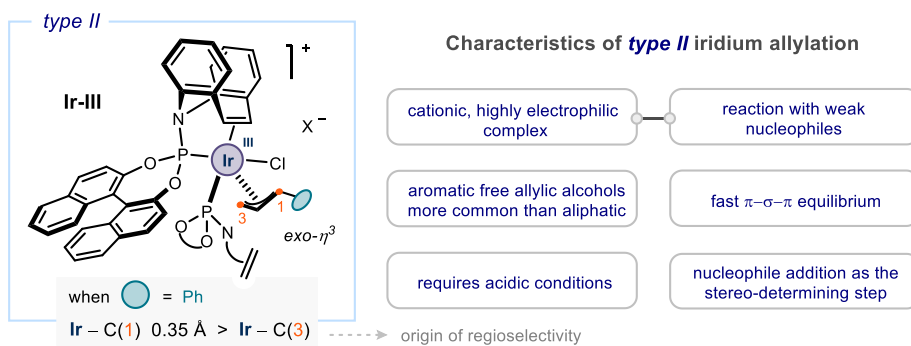 type II
Characteristics of type II iridium allylation
+
Ir-III
X–
N
III
Ir
Cl
O
P
O
P
3
1
O
O
N
exo-η3
cationic, highly electrophilic
complex
reaction with weak
nucleophiles
aromatic free allylic alcohols
more common than aliphatic
fast π–σ–π equilibrium
requires acidic conditions
nucleophile addition as the
stereo-determining step
when = Ph
Ir – C(1) 0.35 Å > Ir – C(3)
origin of regioselectivity